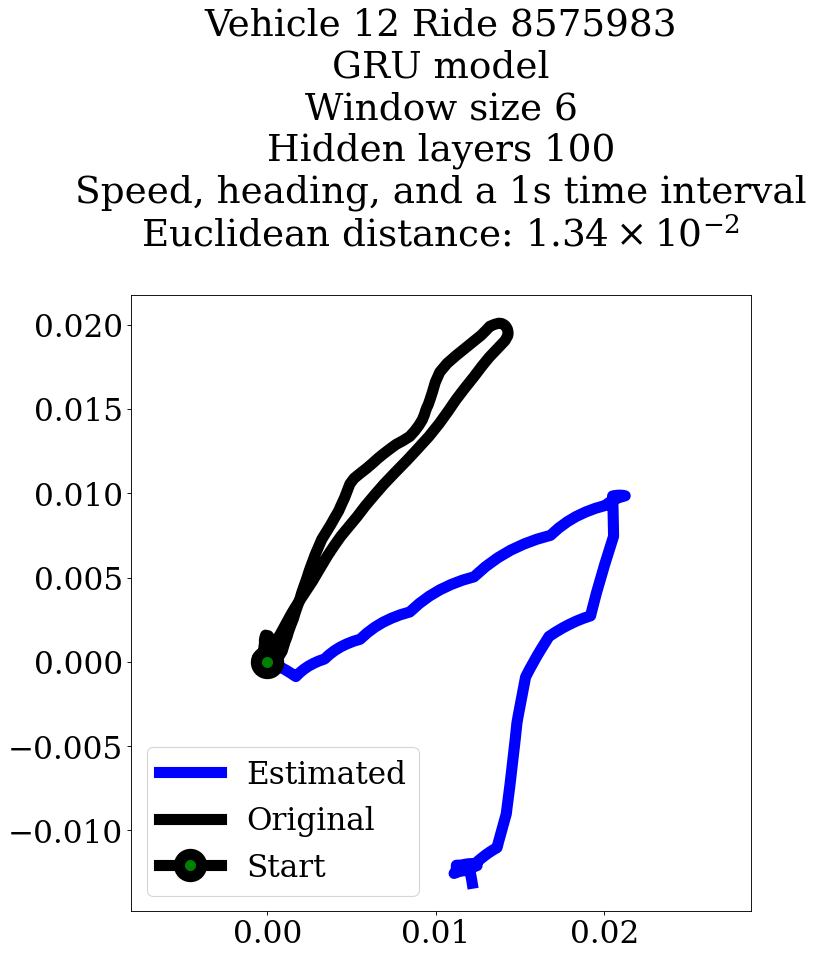 Vehicle 12 Ride 8575983
GRU model
Window size 6
Hidden layers 100
Speed, heading, and a 1s time interval
Euclidean distance: 1.34 × 10⁻²
0.020
0.015
0.010
0.005
0.000
−0.005
−0.010
Estimated
Original
Start
0.00 0.01 0.02